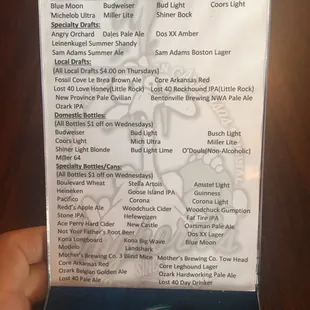 Blue Moon Budweiser Bud Light Coors Light
Michelob Ultra Miller Lite Shiner Bock
Specialty Drafts:
Angry Orchard Dales Pale Ale Dos XX Amber
Leinenkugel Summer Shandy
Sam Adams Summer Ale Sam Adams Boston Lager
Local Drafts:
(All Local Drafts $4.00 on Thursdays)
Fossil Cove Le Brea Brown Ale Core Arkansas Red
Lost 40 Love Honey(Little Rock) Lost 40 Rockhound IPA(Little Rock)
New Province Pale Civilian Bentonville Brewing NWA Pale Ale
Ozark IPA
Domestic Bottles:
(All Bottles $1 off on Wednesdays)
Budweiser Bud Light Busch Light
Coors Light Mich Ultra Miller Lite
Shiner Light Blonde Bud Light Lime O'Douls(Non-Alcoholic)
Miller 64
Specialty Bottles/Cans:
(All Bottles $1 off on Wednesdays)
Boulevard Wheat Stella Artois Amstel Light
Heineken Goose Island IPA Guinness
Pacifico Corona Corona Light
Redd's Apple Ale Woodchuck Cider Woodchuck Gumption
Stone IPA Hefeweizen Fat Tire IPA
Ace Perry Hard Cider New Castle Oatsman Pale Ale
Not Your Father's Root Beer Dos XX Lager
Kona Longboard Kona Big Wave Blue Moon
Modelo Landshark
Mother's Brewing Co. 3 Blind Mice Mother's Brewing Co. Tow Head
Core Arkansas Red Core Leghound Lager
Ozark Belgian Golden Ale Ozark Hardworking Pale Ale
Lost 40 Pale Ale Lost 40 Day Drinker